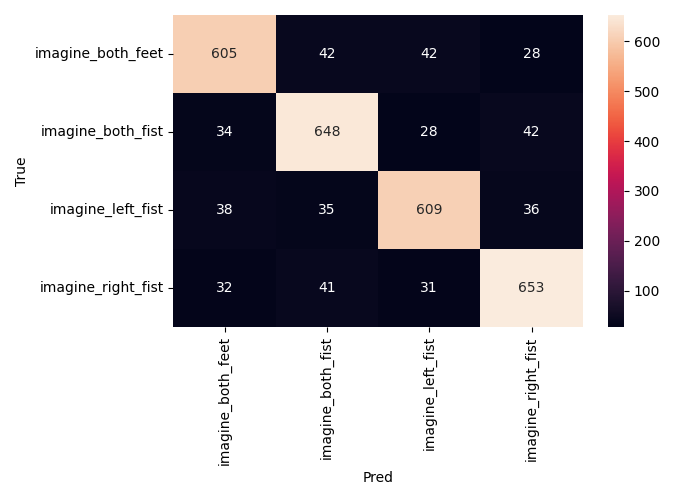 imagine_both_feet 605 42 42 28
imagine_both_fist 34 648 28 42
imagine_left_fist 38 35 609 36
imagine_right_fist 32 41 31 653
True
imagine_both_feet
imagine_both_fist
imagine_left_fist
imagine_right_fist
Pred
600
500
400
300
200
100